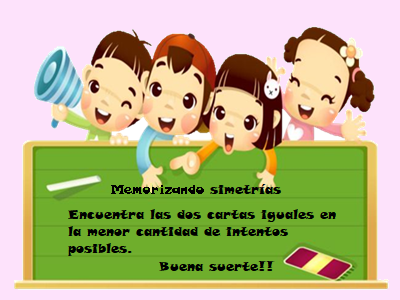 Memorizando simetrías
Encuentra las dos cartas iguales en
la menor cantidad de intentos
posibles.
Buena suerte!!